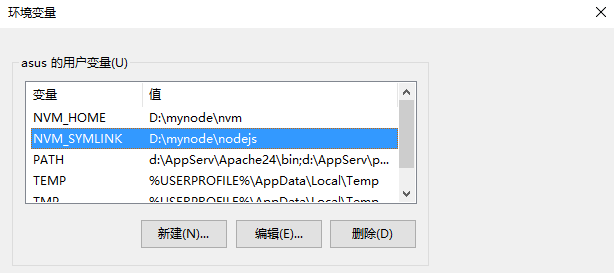 环境变量
asus 的用户变量(U)
变量 值
NVM_HOME D:\mynode\nvm
NVM_SYMLINK D:\mynode\nodejs
PATH d:\AppServ\Apache24\bin;d:\AppServ\p...
TEMP %USERPROFILE%\AppData\Local\Temp
TMP %USERPROFILE%\AppData\Local\Temp
新建(N)... 编辑(E)... 删除(D)